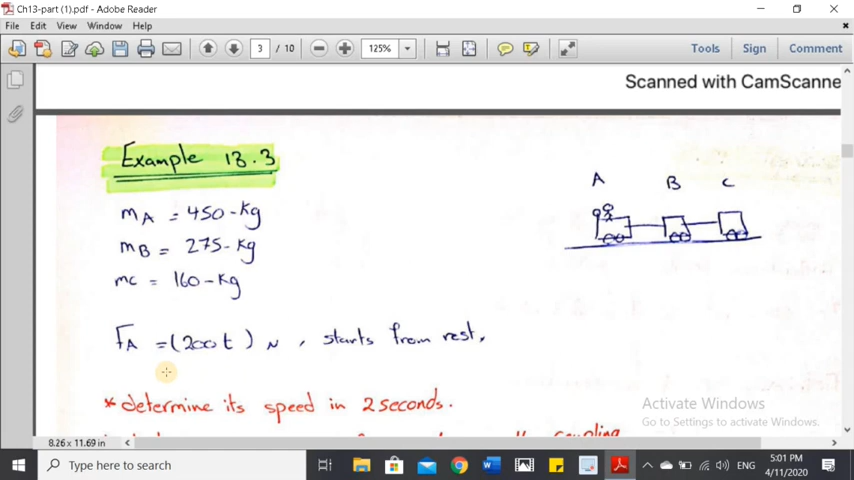 Ch13-part (1).pdf - Adobe Reader
File Edit View Window Help
3 / 10
125%
Tools Sign Comment
Scanned with CamScanne
Example 13.3
A B C
mA = 450-kg
mB = 275-kg
mc = 160-kg
FA = (200t) N , starts from rest,
* determine its speed in 2 seconds.
coupling
Activate Windows
Go to Settings to activate Windows.
8.26 x 11.69 in
Type here to search
ENG
5:01 PM
4/11/2020